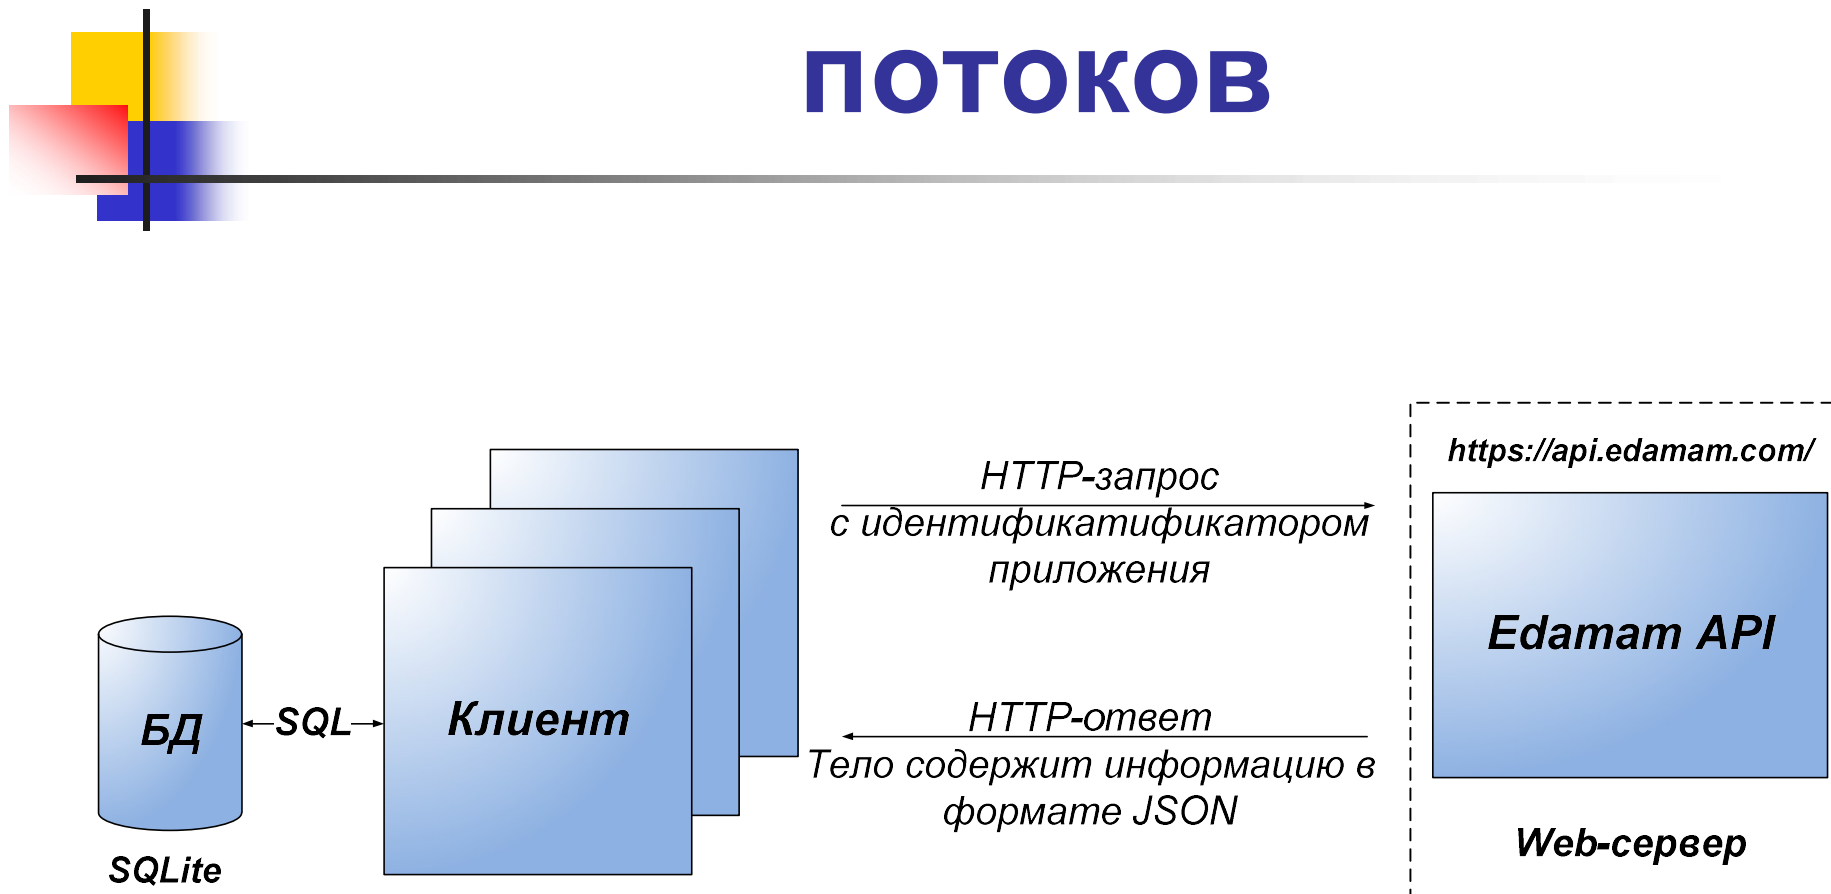 потоков
https://api.edamam.com/
HTTP-запрос
с идентификатификатором
приложения
Edamam API
БД
SQL
Клиент
HTTP-ответ
Тело содержит информацию в
формате JSON
Web-сервер
SQLite